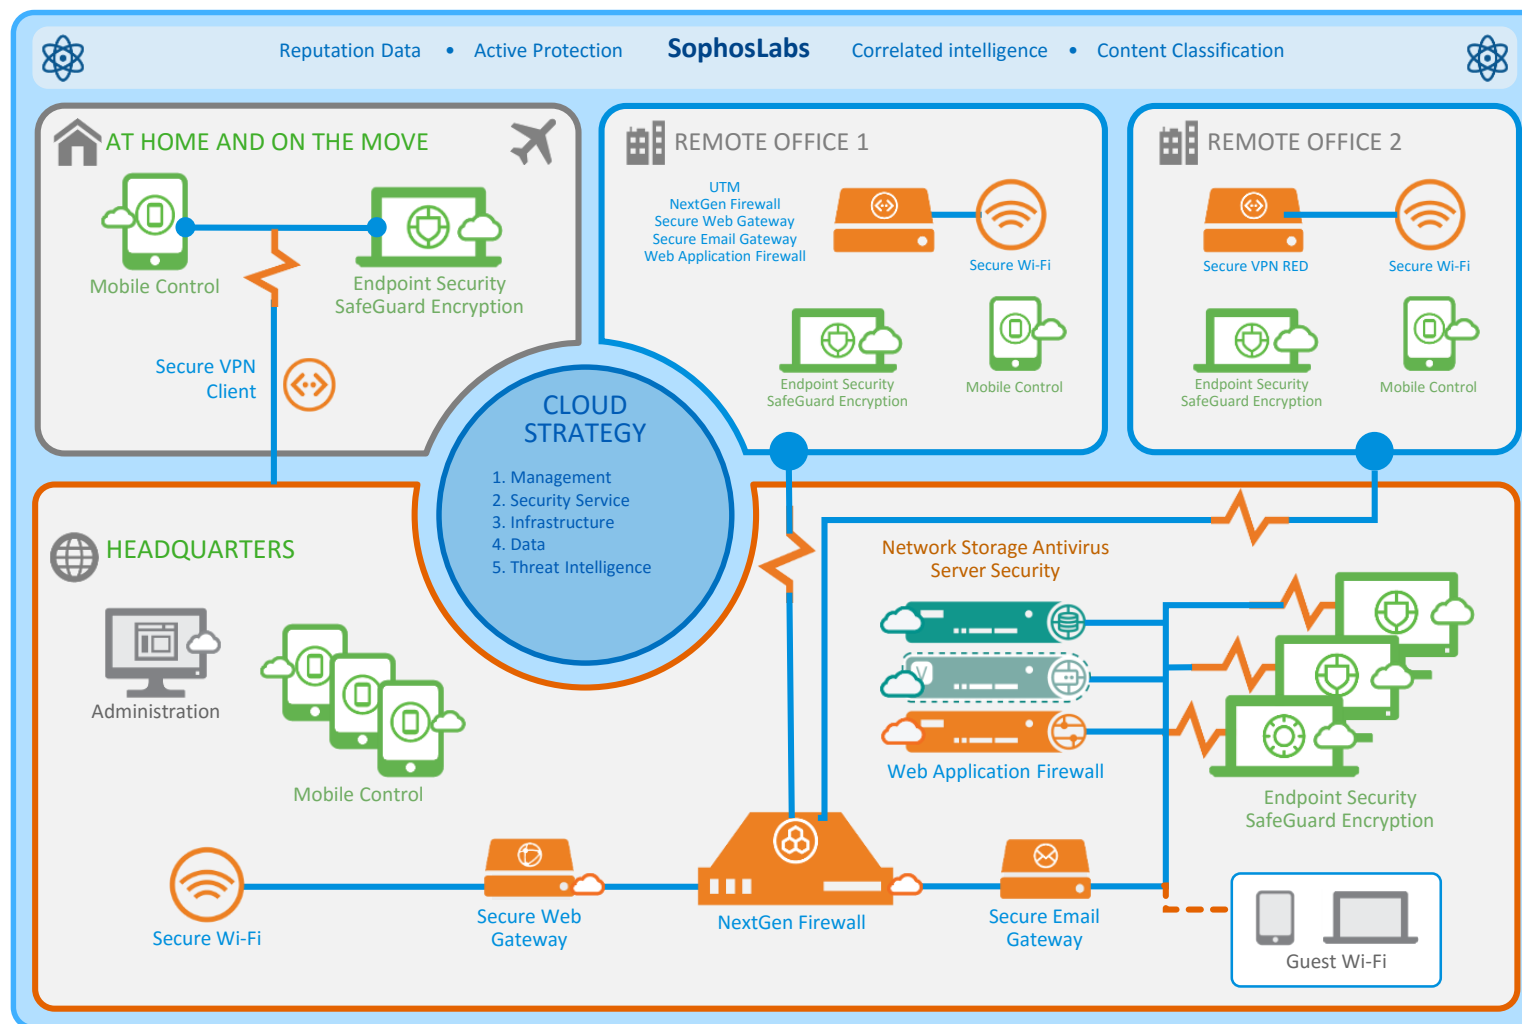 Reputation Data • Active Protection SophosLabs Correlated intelligence • Content Classification
AT HOME AND ON THE MOVE
Mobile Control
Endpoint Security
SafeGuard Encryption
Secure VPN
Client
REMOTE OFFICE 1
UTM
NextGen Firewall
Secure Web Gateway
Secure Email Gateway
Web Application Firewall
Secure Wi-Fi
Endpoint Security
SafeGuard Encryption
Mobile Control
REMOTE OFFICE 2
Secure VPN RED
Secure Wi-Fi
Endpoint Security
SafeGuard Encryption
Mobile Control
CLOUD
STRATEGY
1. Management
2. Security Service
3. Infrastructure
4. Data
5. Threat Intelligence
HEADQUARTERS
Administration
Mobile Control
Network Storage Antivirus
Server Security
V
Web Application Firewall
Endpoint Security
SafeGuard Encryption
Secure Wi-Fi
Secure Web
Gateway
NextGen Firewall
Secure Email
Gateway
Guest Wi-Fi